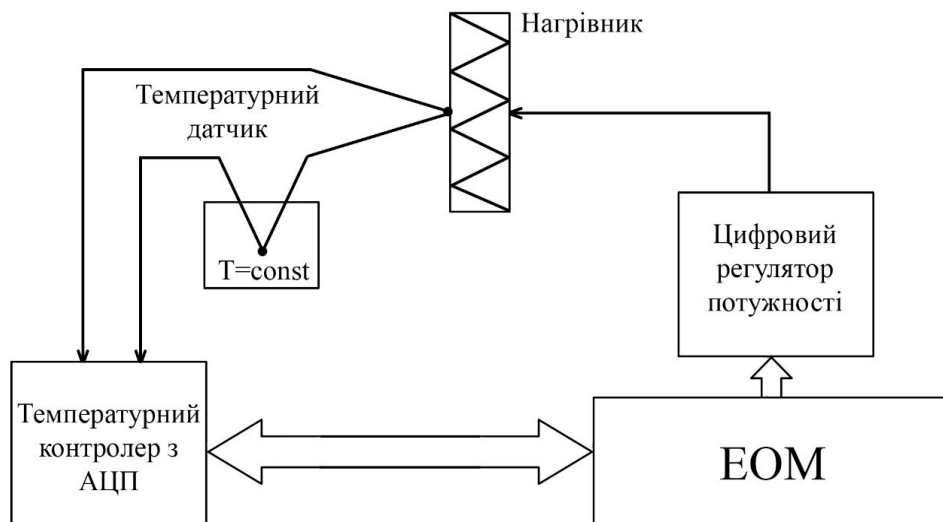 Нагрівник
Температурний
датчик
T=const
Цифровий
регулятор
потужності
Температурний
контролер з
АЦП
ЕОМ